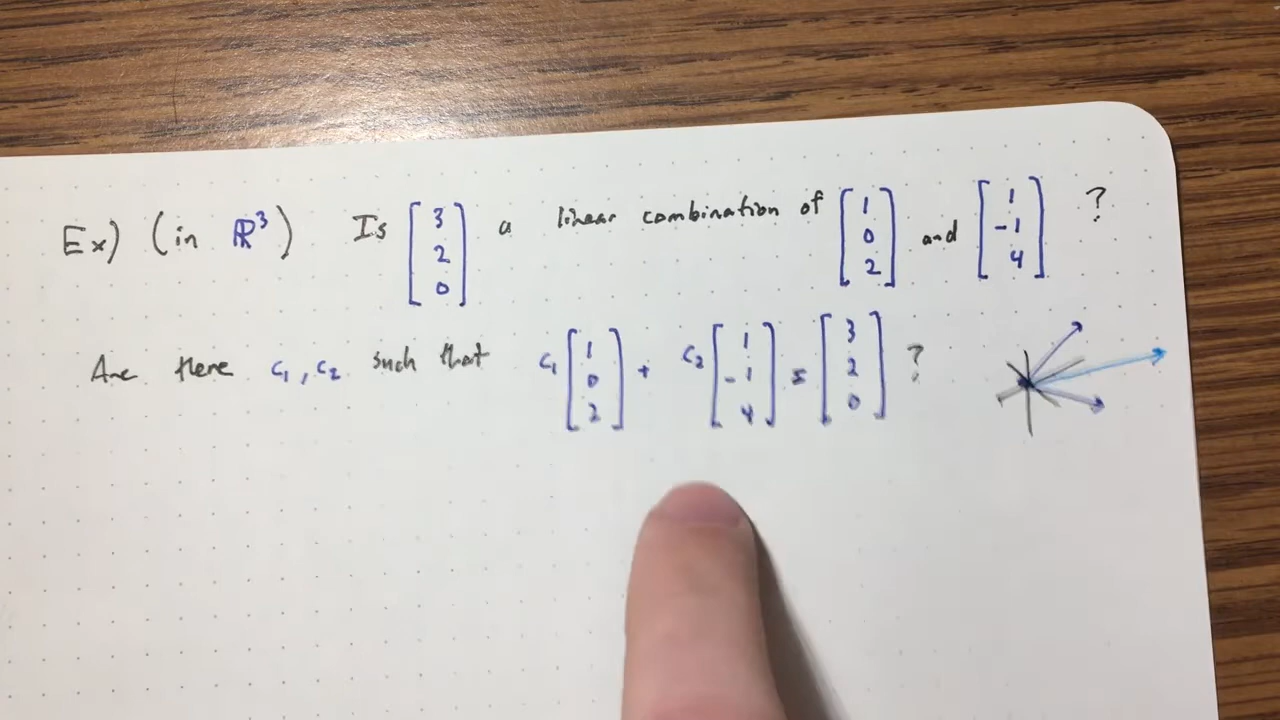 Ex) (in ℝ³) Is [3 2 0] a linear combination of [1 0 2] and [1 -1 4] ?
Are there c₁, c₂ such that c₁ [1 0 2] + c₂ [1 -1 4] = [3 2 0] ?